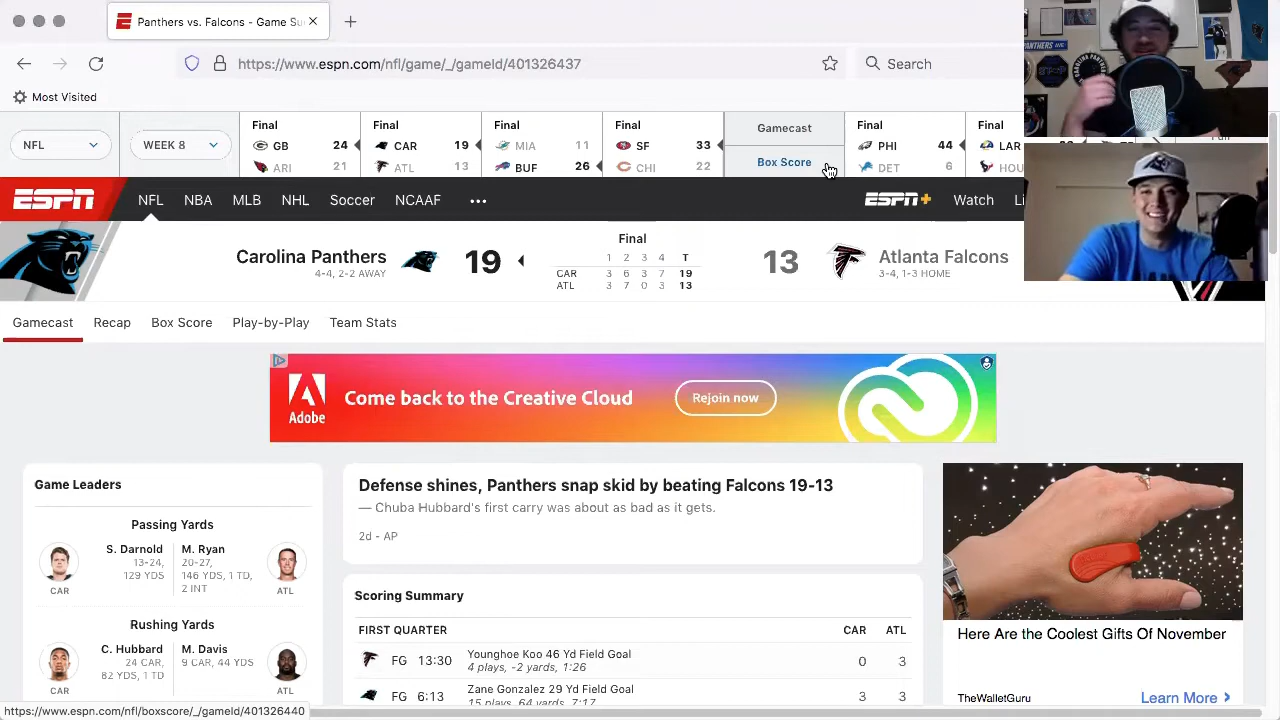 Panthers vs. Falcons - Game Su
https://www.espn.com/nfl/game/_/gameId/401326437
Search
Most Visited
NFL
WEEK 8
Final
GB 24
ARI 21
Final
CAR 19
ATL 13
Final
MIA 11
BUF 26
Final
SF 33
CHI 22
Gamecast
Box Score
Final
PHI 44
DET 6
LAR
HOU
PANTHERS
ESPN
NFL
NBA
MLB
NHL
Soccer
NCAAF
ESPN+
Watch
Li
Carolina Panthers
4-4, 2-2 AWAY
19
Final
1 2 3 4 T
CAR 3 6 3 7 19
ATL 3 7 0 3 13
13
Atlanta Falcons
3-4, 1-3 HOME
Gamecast
Recap
Box Score
Play-by-Play
Team Stats
Adobe
Come back to the Creative Cloud
Rejoin now
Game Leaders
Passing Yards
S. Darnold
13-24,
129 YDS
CAR
M. Ryan
20-27,
146 YDS, 1 TD,
2 INT
ATL
Rushing Yards
C. Hubbard
24 CAR,
82 YDS, 1 TD
CAR
M. Davis
9 CAR, 44 YDS
ATL
Defense shines, Panthers snap skid by beating Falcons 19-13
— Chuba Hubbard's first carry was about as bad as it gets.
2d - AP
Scoring Summary
FIRST QUARTER CAR ATL
FG 13:30 Younghoe Koo 46 Yd Field Goal 0 3
4 plays, -2 yards, 1:26
FG 6:13 Zane Gonzalez 29 Yd Field Goal 3 3
15 plays, 64 yards, 7:17
Here Are the Coolest Gifts Of November
TheWalletGuru
Learn More
https://www.espn.com/nfl/boxscore/_/gameId/401326440